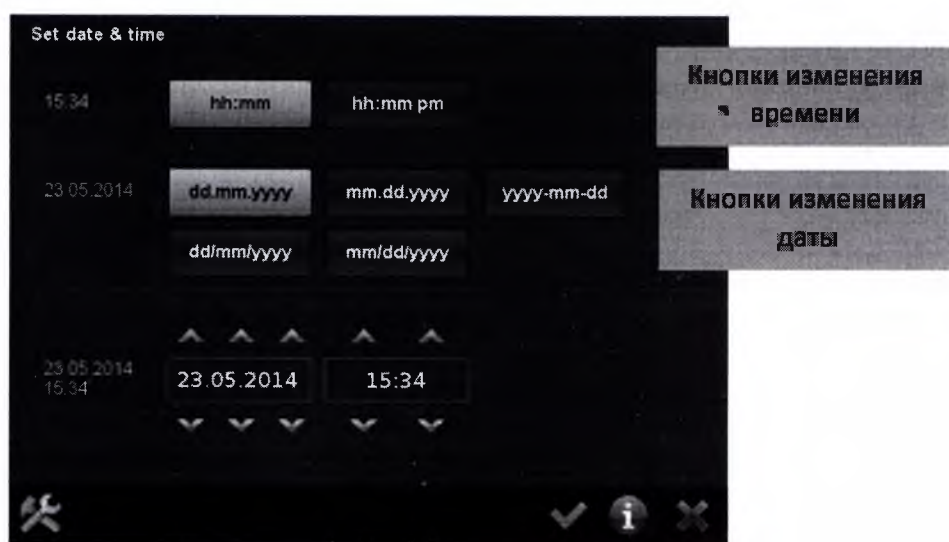 Set date & time
15:34
hh:mm
hh:mm pm
Кнопки изменения
времени
23.05.2014
dd.mm.yyyy
mm.dd.yyyy
yyyy-mm-dd
Кнопки изменения
даты
dd/mm/yyyy
mm/dd/yyyy
23.05.2014
15:34
23.05.2014
15:34